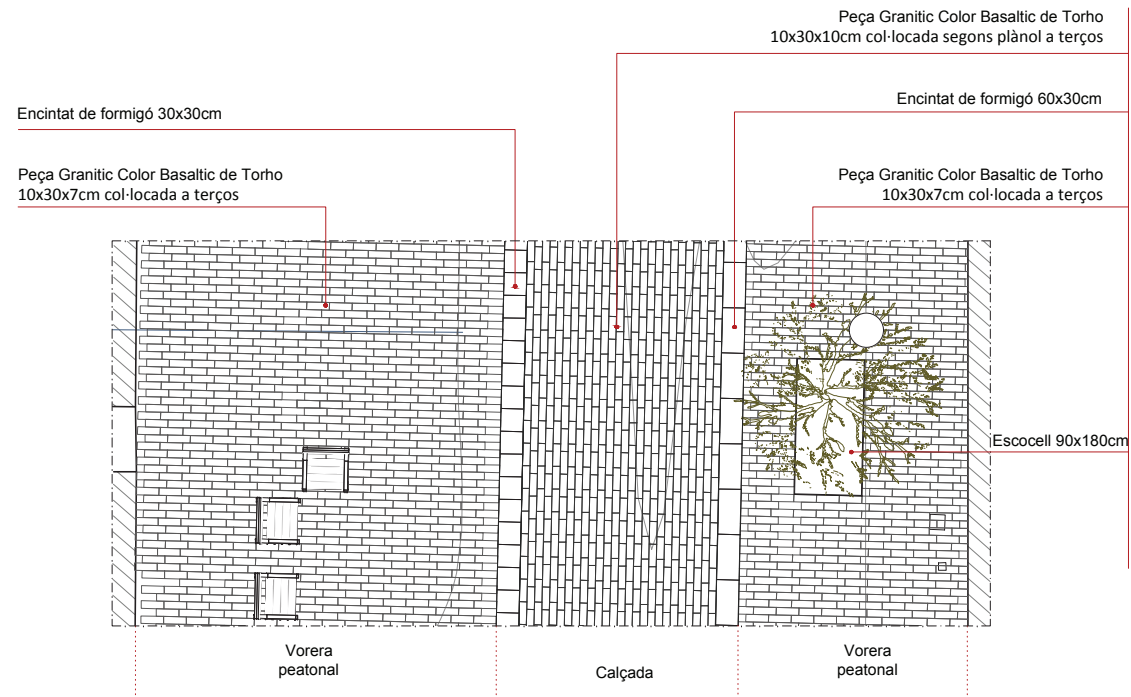 Peça Granitic Color Basaltic de Torho
10x30x10cm col·locada segons plànol a terços
Encintat de formigó 60x30cm
Encintat de formigó 30x30cm
Peça Granitic Color Basaltic de Torho
10x30x7cm col·locada a terços
Peça Granitic Color Basaltic de Torho
10x30x7cm col·locada a terços
Escocell 90x180cm
Vorera
peatonal
Calçada
Vorera
peatonal